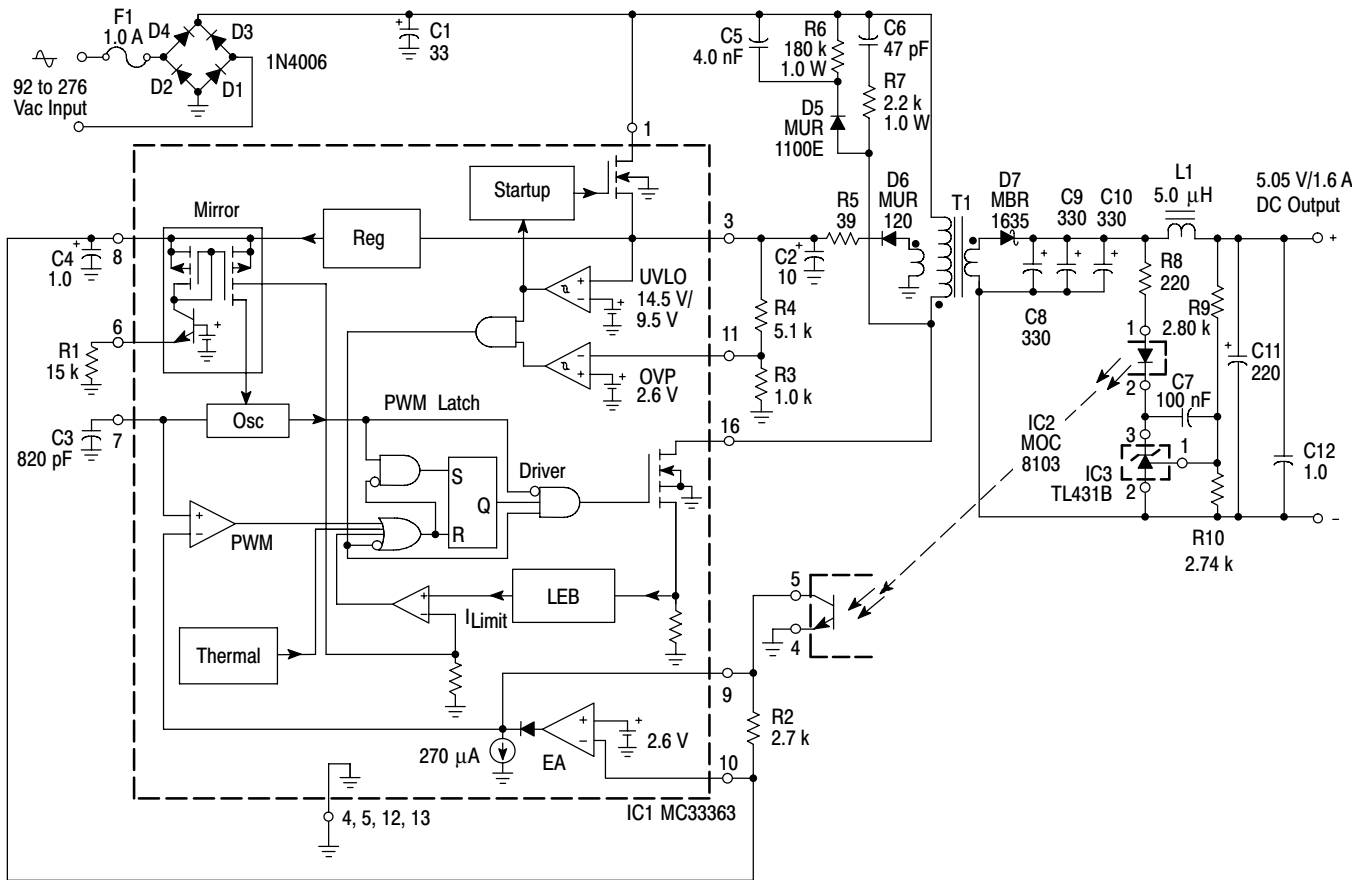 F1
1.0 A
D4
D3
D2
D1
1N4006
92 to 276
Vac Input
C1
33
C5
4.0 nF
R6
180 k
1.0 W
C6
47 pF
R7
2.2 k
1.0 W
D5
MUR
1100E
1
Startup
Mirror
Reg
8
C4
1.0
6
R1
15 k
C3
820 pF
7
Osc
UVLO
14.5 V/
9.5 V
OVP
2.6 V
3
C2
10
R5
39
D6
MUR
120
T1
D7
MBR
1635
C9
330
C10
330
C8
330
L1
5.0 µH
5.05 V/1.6 A
DC Output
+
−
R4
5.1 k
11
R3
1.0 k
16
R8
220
R9
2.80 k
1
2
C7
100 nF
C11
220
C12
1.0
IC2
MOC
8103
3
1
IC3
TL431B
2
R10
2.74 k
PWM Latch
S
Q
R
Driver
+
−
PWM
+
−
ILimit
LEB
Thermal
5
4
9
R2
2.7 k
10
270 µA
EA
+
−
2.6 V
4, 5, 12, 13
IC1 MC33363